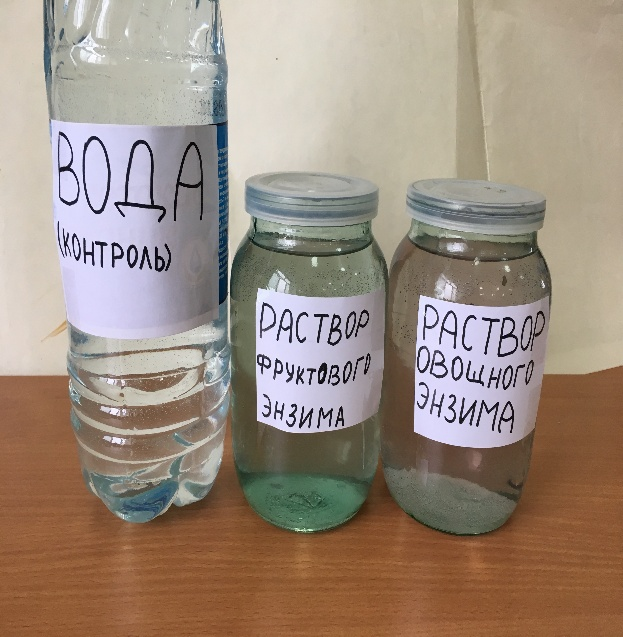 ВОДА
(КОНТРОЛЬ)
РАСТВОР
ФРУКТОВОГО
ЭНЗИМА
РАСТВОР
ОВОЩНОГО
ЭНЗИМА